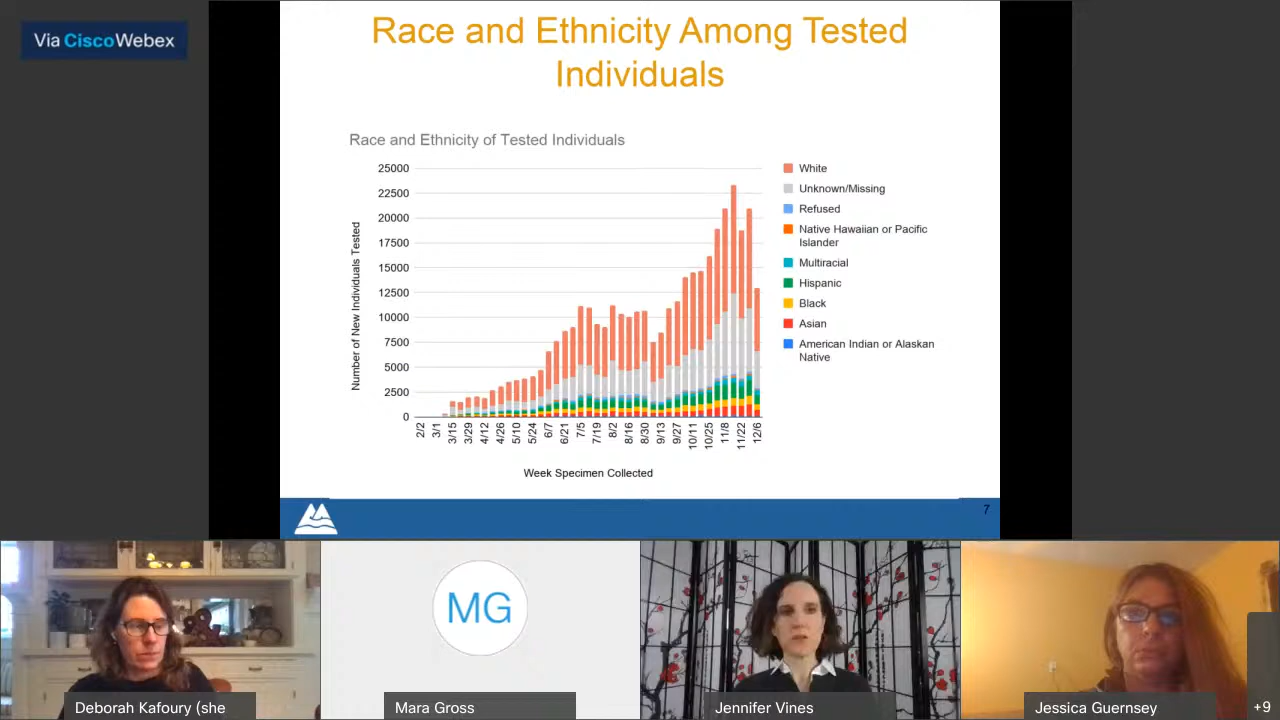 Via Cisco Webex
Race and Ethnicity Among Tested
Individuals
Race and Ethnicity of Tested Individuals
Number of New Individuals Tested
25000
22500
20000
17500
15000
12500
10000
7500
5000
2500
0
2/2
3/1
3/15
3/29
4/12
4/26
5/10
5/24
6/7
6/21
7/5
7/19
8/2
8/16
8/30
9/13
9/27
10/11
10/25
11/8
11/22
12/6
Week Specimen Collected
White
Unknown/Missing
Refused
Native Hawaiian or Pacific
Islander
Multiracial
Hispanic
Black
Asian
American Indian or Alaskan
Native
7
MG
Deborah Kafoury (she
Mara Gross
Jennifer Vines
Jessica Guernsey
+9